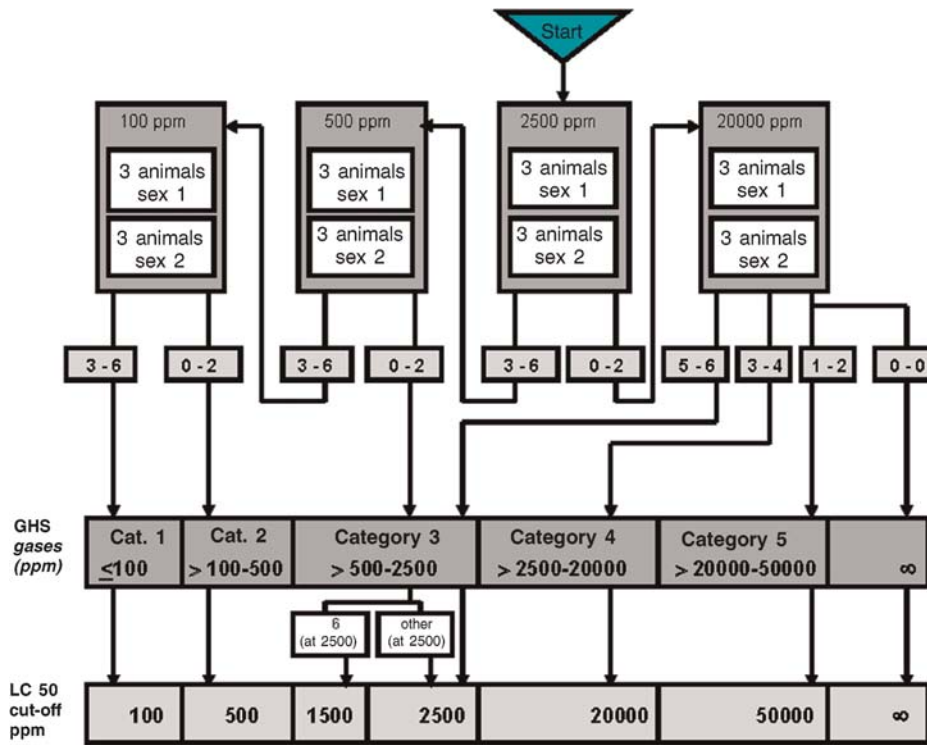 Start
100 ppm
500 ppm
2500 ppm
20000 ppm
3 animals
sex 1
3 animals
sex 1
3 animals
sex 1
3 animals
sex 1
3 animals
sex 2
3 animals
sex 2
3 animals
sex 2
3 animals
sex 2
3 - 6
0 - 2
3 - 6
0 - 2
3 - 6
0 - 2
5 - 6
3 - 4
1 - 2
0 - 0
GHS
gases
(ppm)
Cat. 1
≤100
Cat. 2
> 100-500
Category 3
> 500-2500
Category 4
> 2500-20000
Category 5
> 20000-50000
∞
6
(at 2500)
other
(at 2500)
LC 50
cut-off
ppm
100
500
1500
2500
20000
50000
∞